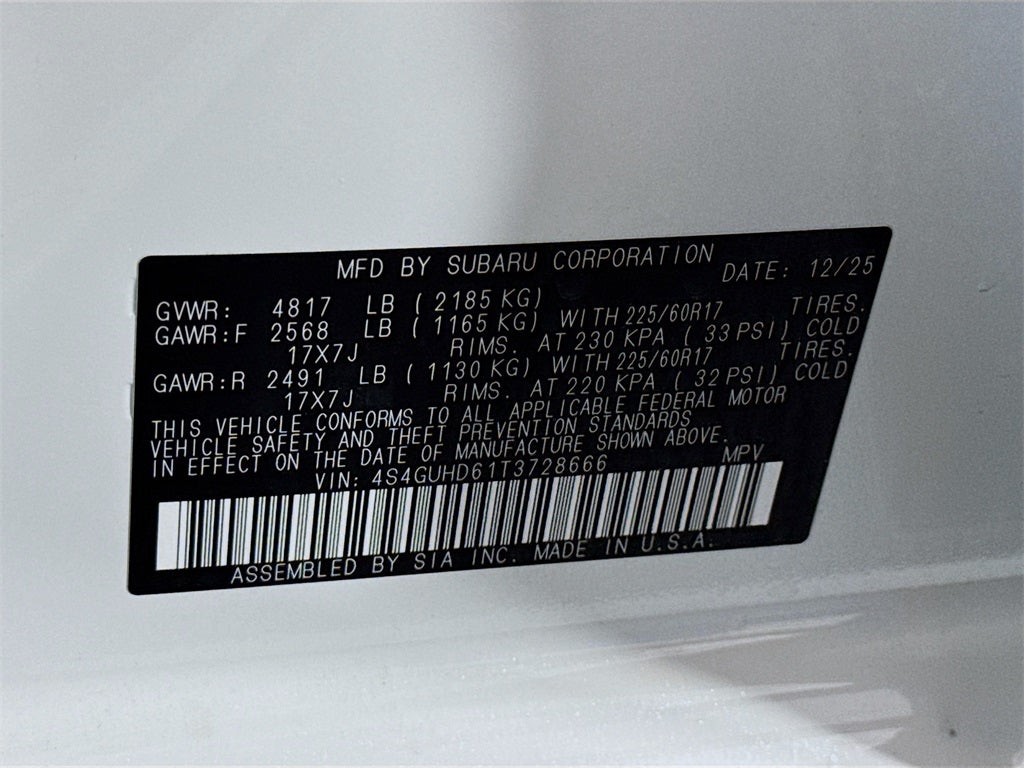 MFD BY SUBARU CORPORATION DATE: 12/25
GVWR: 4817 LB ( 2185 KG)
GAWR:F 2568 LB ( 1165 KG) WITH 225/60R17 TIRES.
17X7J RIMS. AT 230 KPA ( 33 PSI) COLD
GAWR:R 2491 LB ( 1130 KG) WITH 225/60R17 TIRES.
17X7J RIMS. AT 220 KPA ( 32 PSI) COLD
THIS VEHICLE CONFORMS TO ALL APPLICABLE FEDERAL MOTOR
VEHICLE SAFETY AND THEFT PREVENTION STANDARDS
IN EFFECT ON THE DATE OF MANUFACTURE SHOWN ABOVE.
VIN: 4S4GUHD61T3728666 MPV
ASSEMBLED BY SIA INC. MADE IN U.S.A.